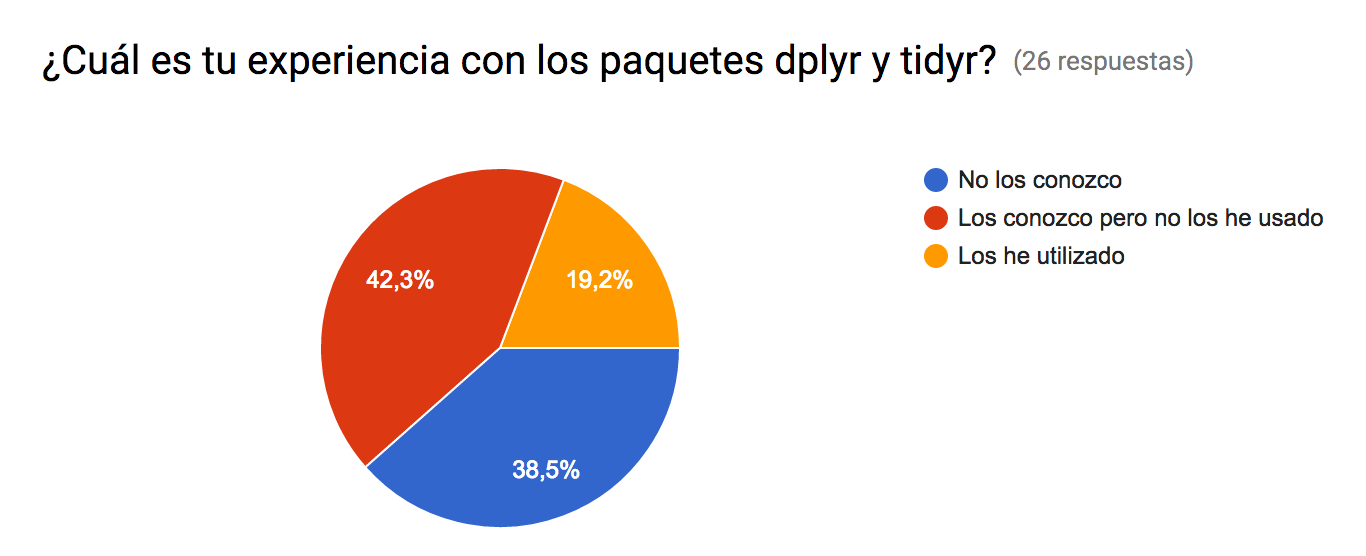 ¿Cuál es tu experiencia con los paquetes dplyr y tidyr? (26 respuestas)
No los conozco
Los conozco pero no los he usado
Los he utilizado
42,3%
19,2%
38,5%